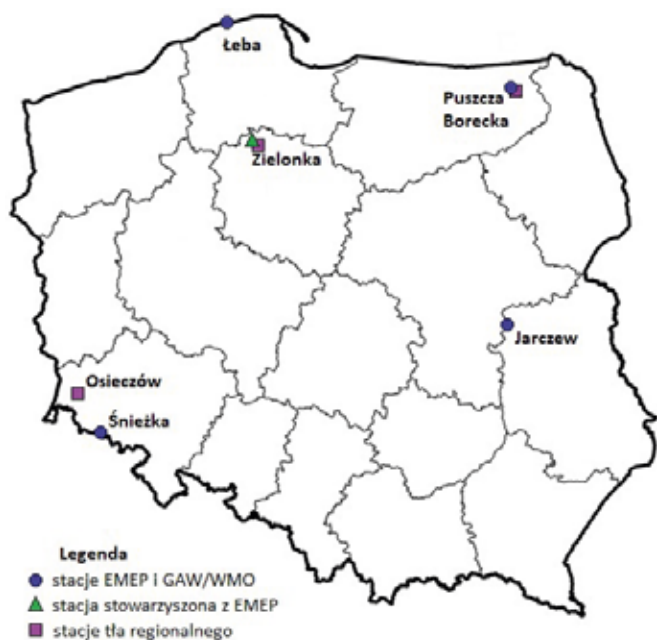 Łeba
Puszcza
Borecka
Zielonka
Jarczew
Osieczów
Śnieżka
Legenda
stacje EMEP i GAW/WMO
stacja stowarzyszona z EMEP
stacje tła regionalnego